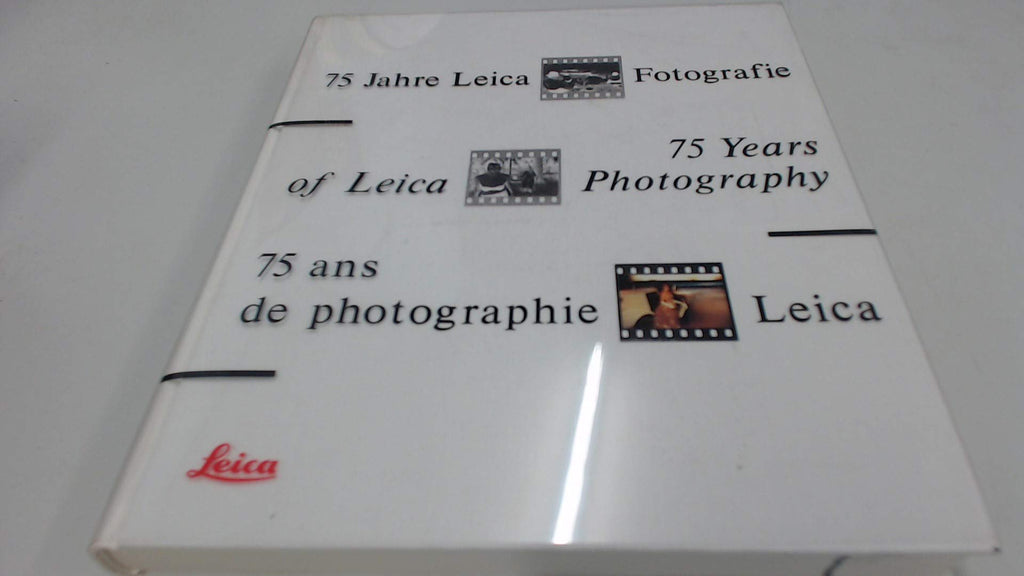 75 Jahre Leica Fotografie
75 Years
of Leica Photography
75 ans
de photographie Leica
Leica